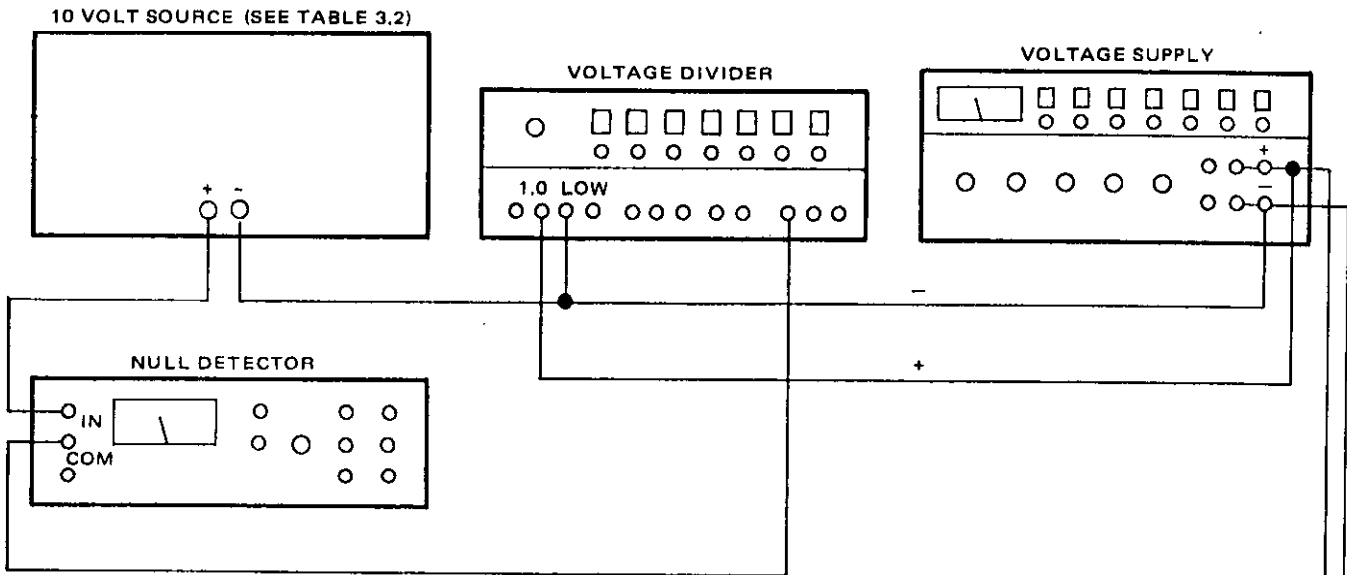 10 VOLT SOURCE (SEE TABLE 3.2)
+ -
VOLTAGE DIVIDER
1.0 LOW
VOLTAGE SUPPLY
+
−
−
+
NULL DETECTOR
IN
COM